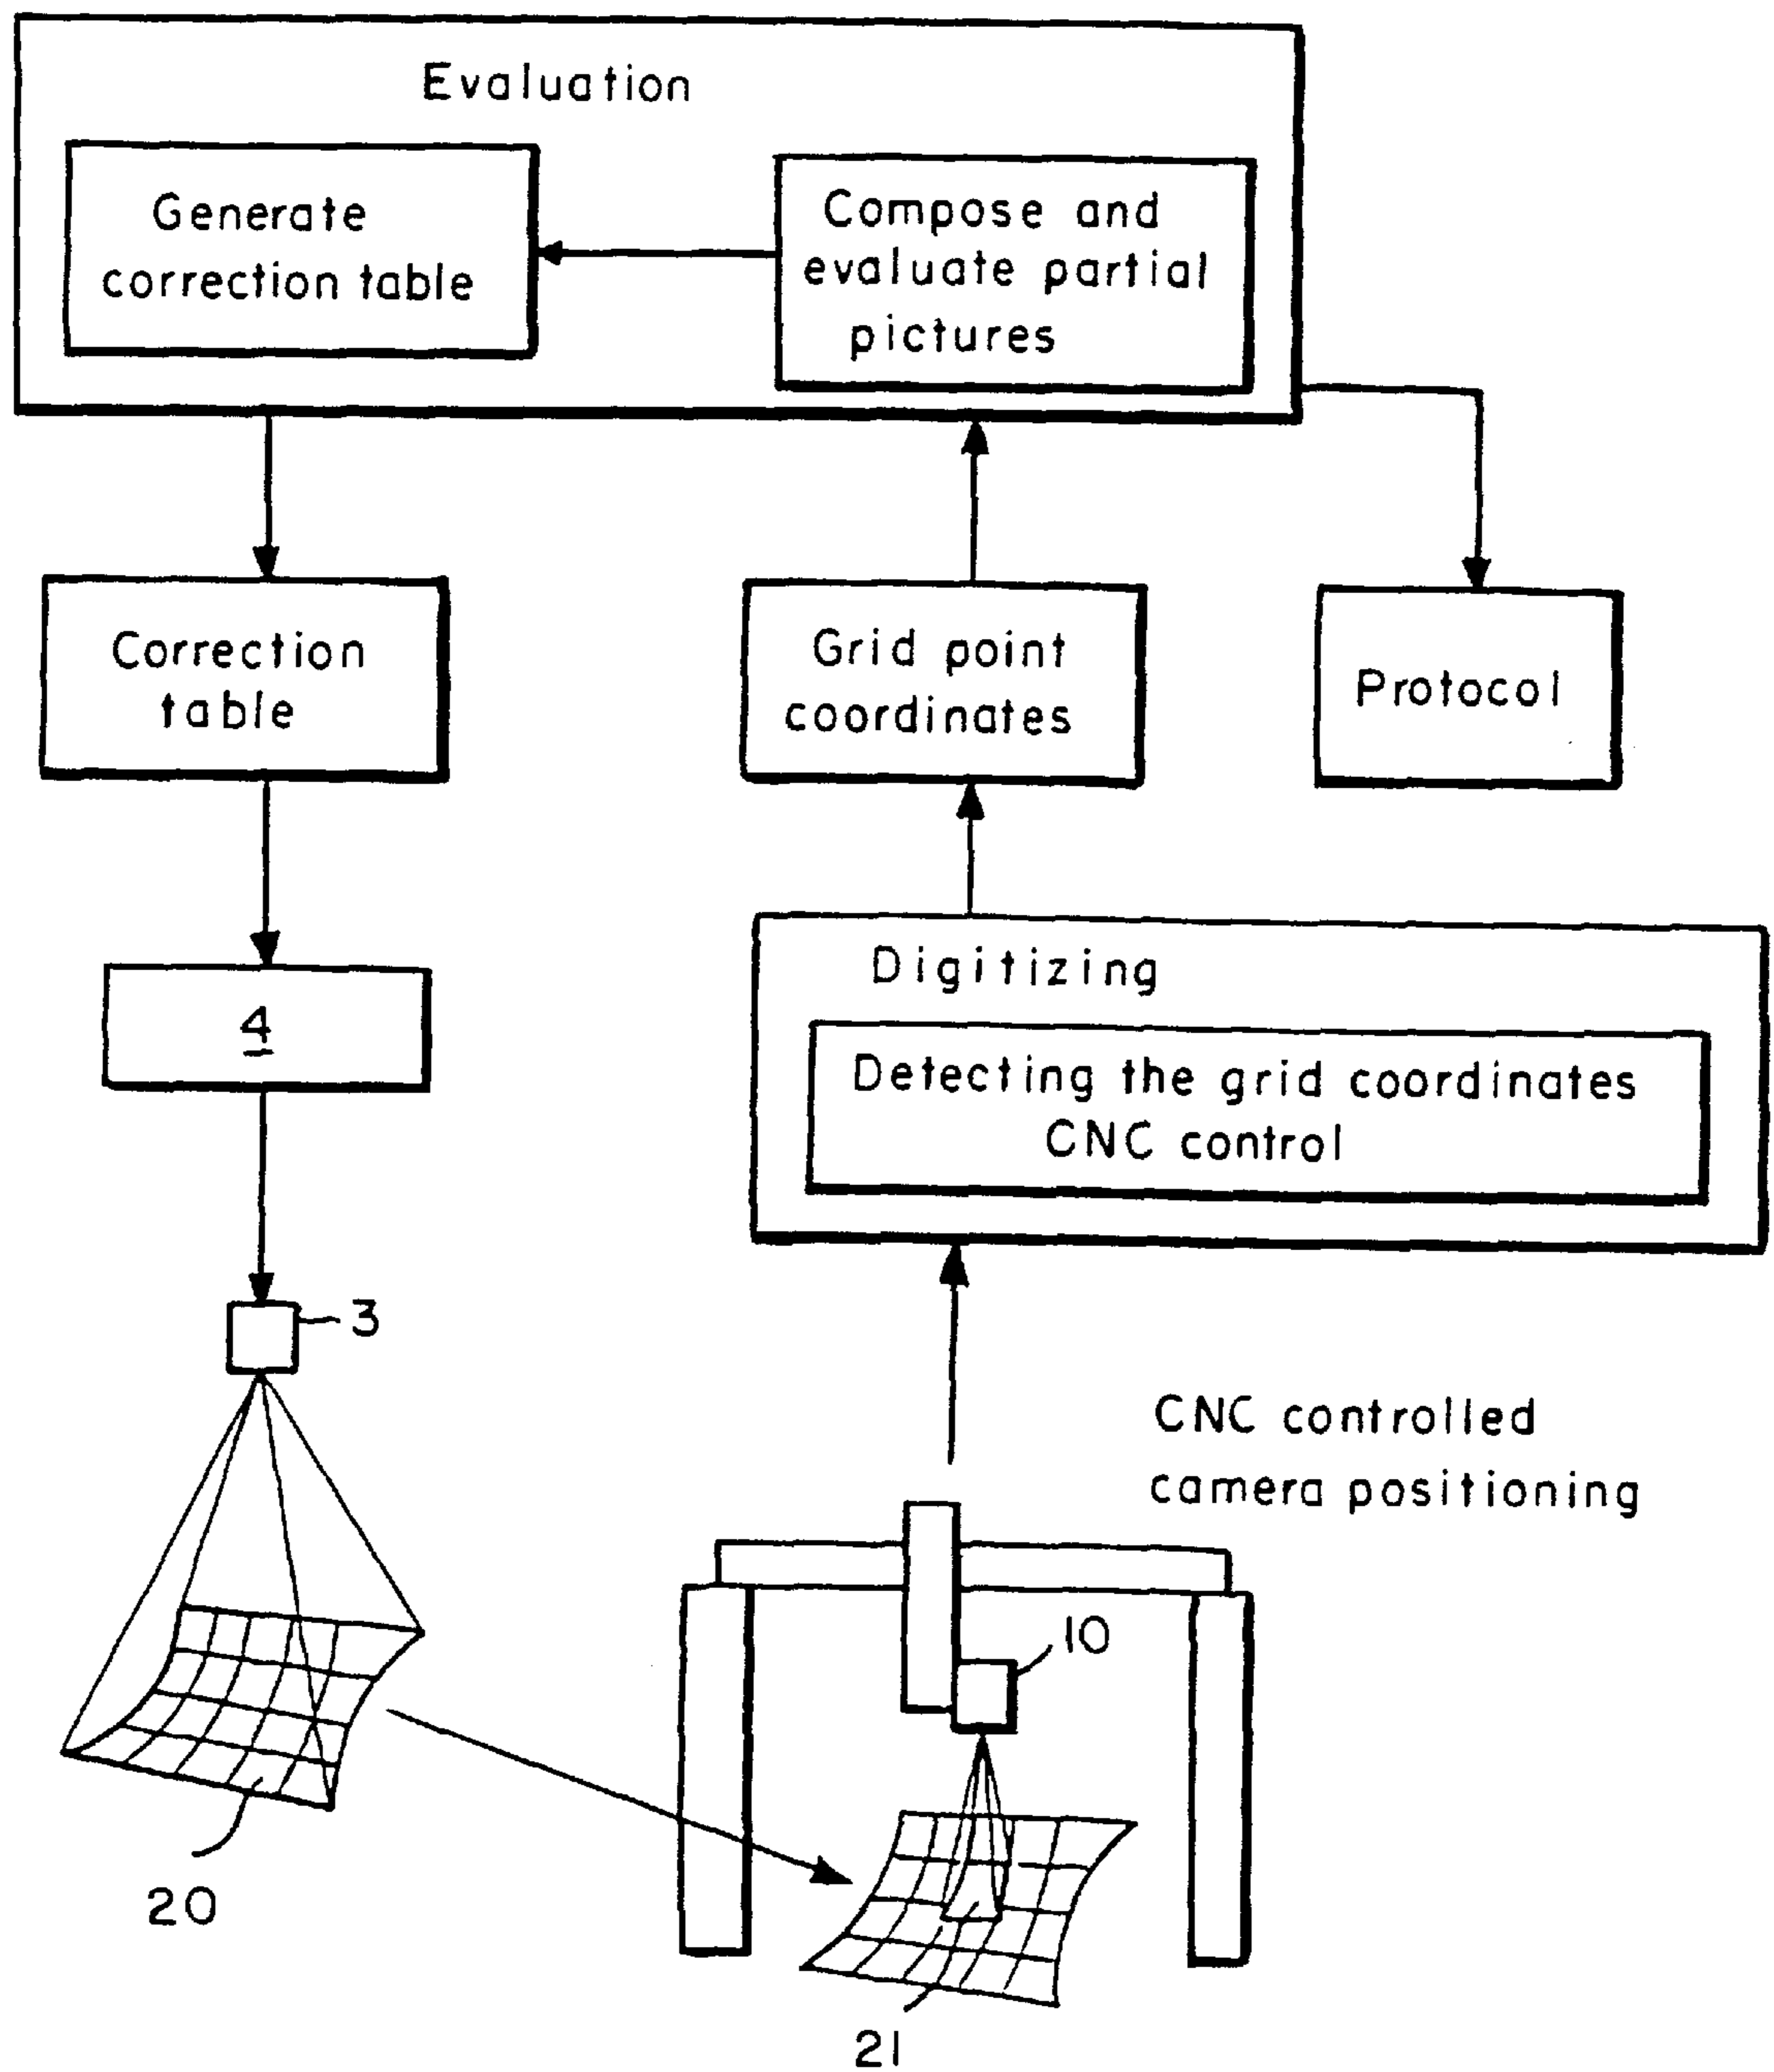 Evaluation
Generate
correction table
Compose and
evaluate partial
pictures
Correction
table
Grid point
coordinates
Protocol
4
Digitizing
Detecting the grid coordinates
CNC control
3
CNC controlled
camera positioning
10
20
21